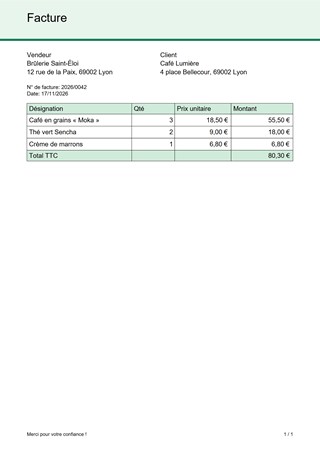 Facture
Vendeur
Brûlerie Saint-Éloi
12 rue de la Paix, 69002 Lyon
Client
Café Lumière
4 place Bellecour, 69002 Lyon
N° de facture: 2026/0042
Date: 17/11/2026
Désignation Qté Prix unitaire Montant
Café en grains « Moka » 3 18,50 € 55,50 €
Thé vert Sencha 2 9,00 € 18,00 €
Crème de marrons 1 6,80 € 6,80 €
Total TTC 80,30 €
Merci pour votre confiance ! 1 / 1